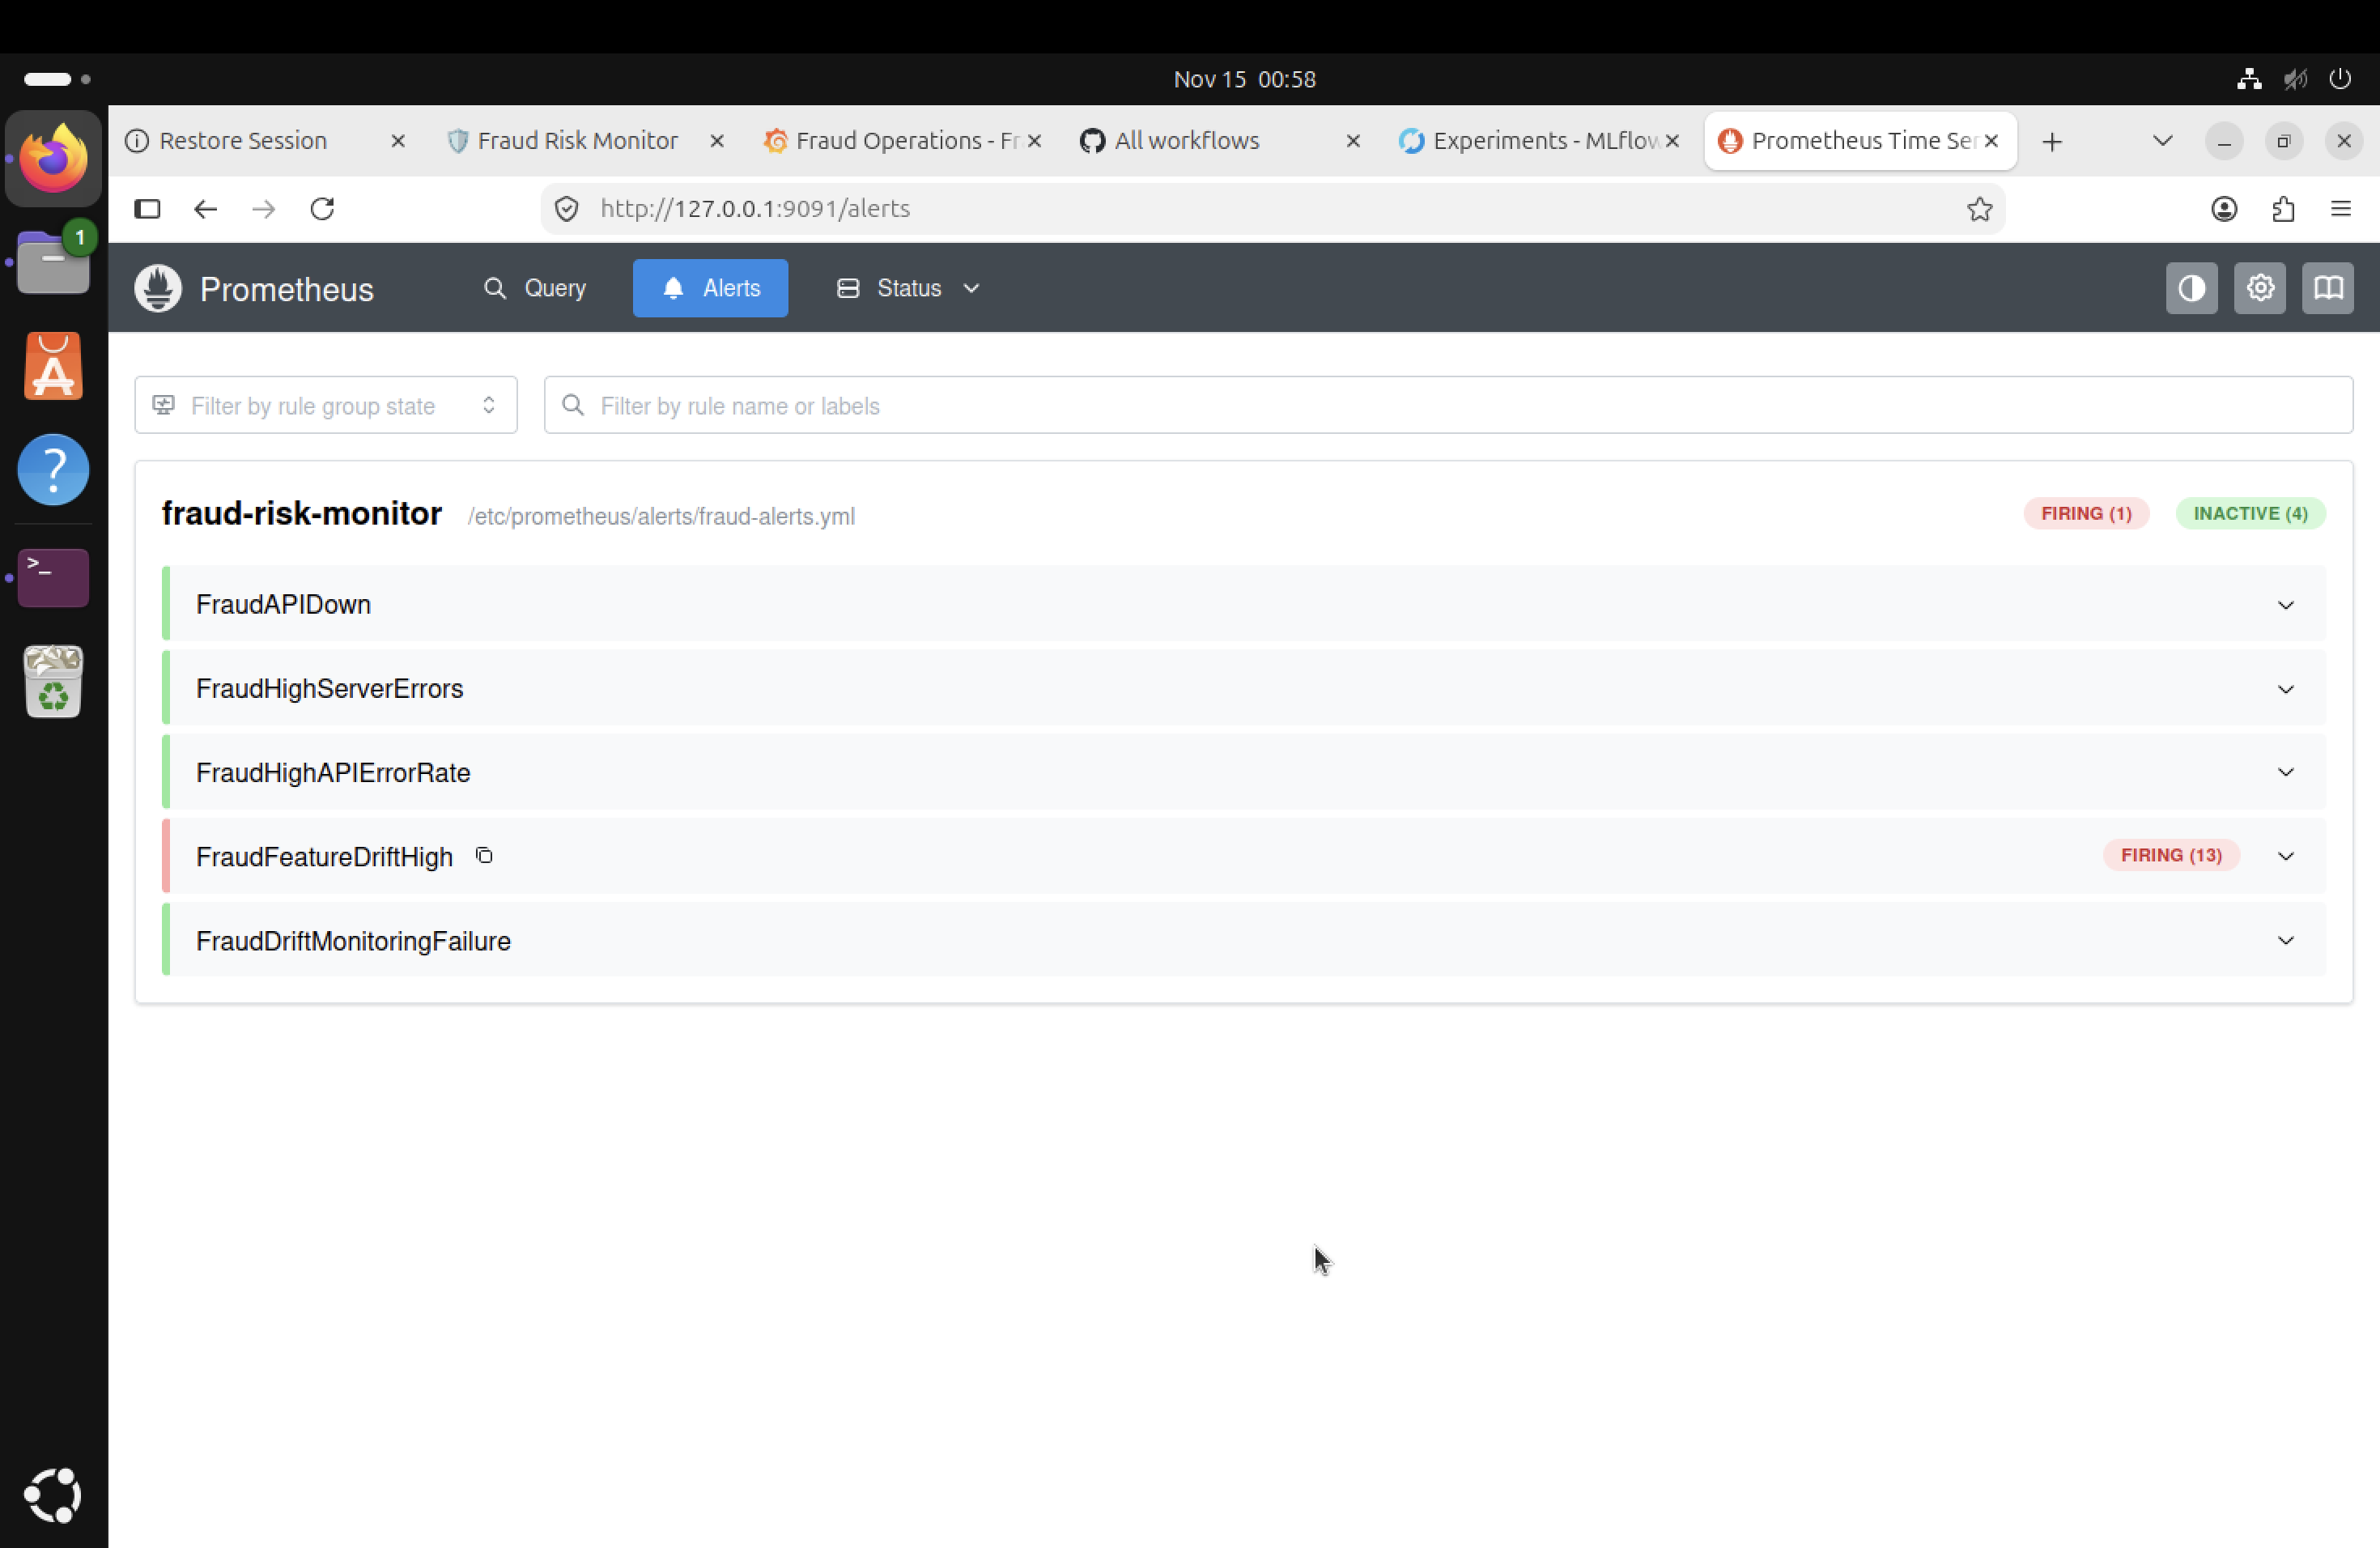 Nov 15 00:58
Restore Session
Fraud Risk Monitor
Fraud Operations - Fr
All workflows
Experiments - MLflow
Prometheus Time Ser
http://127.0.0.1:9091/alerts
1
Prometheus
Query
Alerts
Status
Filter by rule group state
Filter by rule name or labels
fraud-risk-monitor /etc/prometheus/alerts/fraud-alerts.yml FIRING (1) INACTIVE (4)
FraudAPIDown
FraudHighServerErrors
FraudHighAPIErrorRate
FraudFeatureDriftHigh FIRING (13)
FraudDriftMonitoringFailure